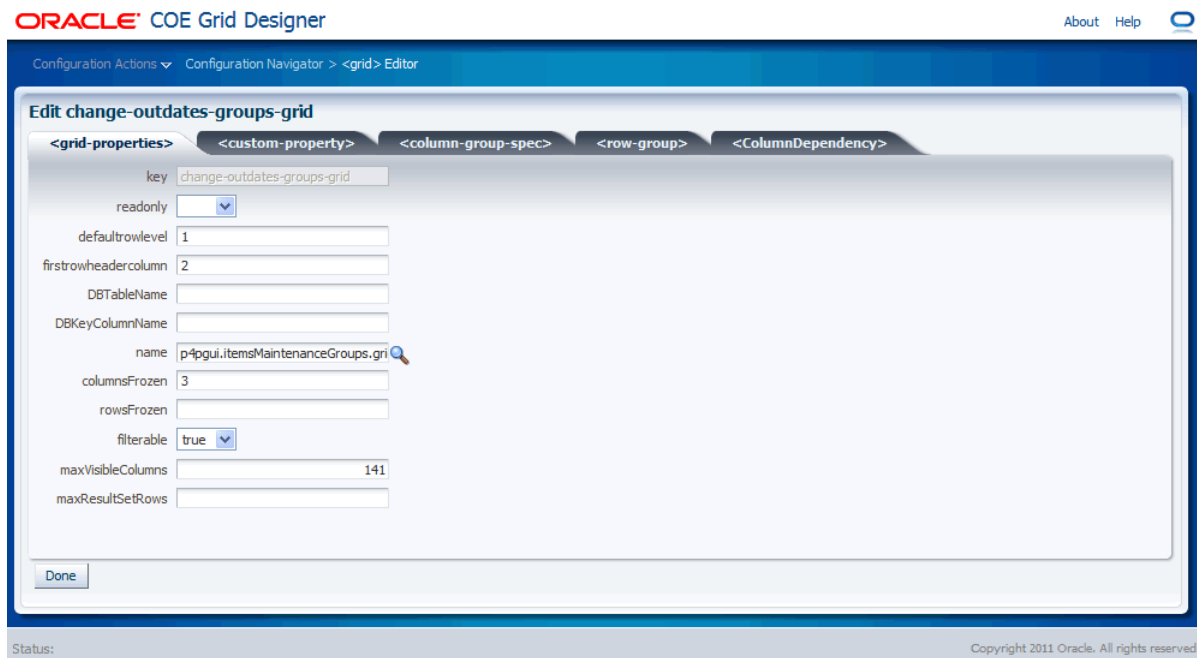 ORACLE COE Grid Designer
About Help
Configuration Actions Configuration Navigator > <grid> Editor
Edit change-outdates-groups-grid
<grid-properties> <custom-property> <column-group-spec> <row-group> <ColumnDependency>
key change-outdates-groups-grid
readonly
defaultrowlevel 1
firstrowheadercolumn 2
DBTableName
DBKeyColumnName
name p4pgui.itemsMaintenanceGroups.gri
columnsFrozen 3
rowsFrozen
filterable true
maxVisibleColumns 141
maxResultSetRows
Done
Status:
Copyright 2011 Oracle. All rights reserved